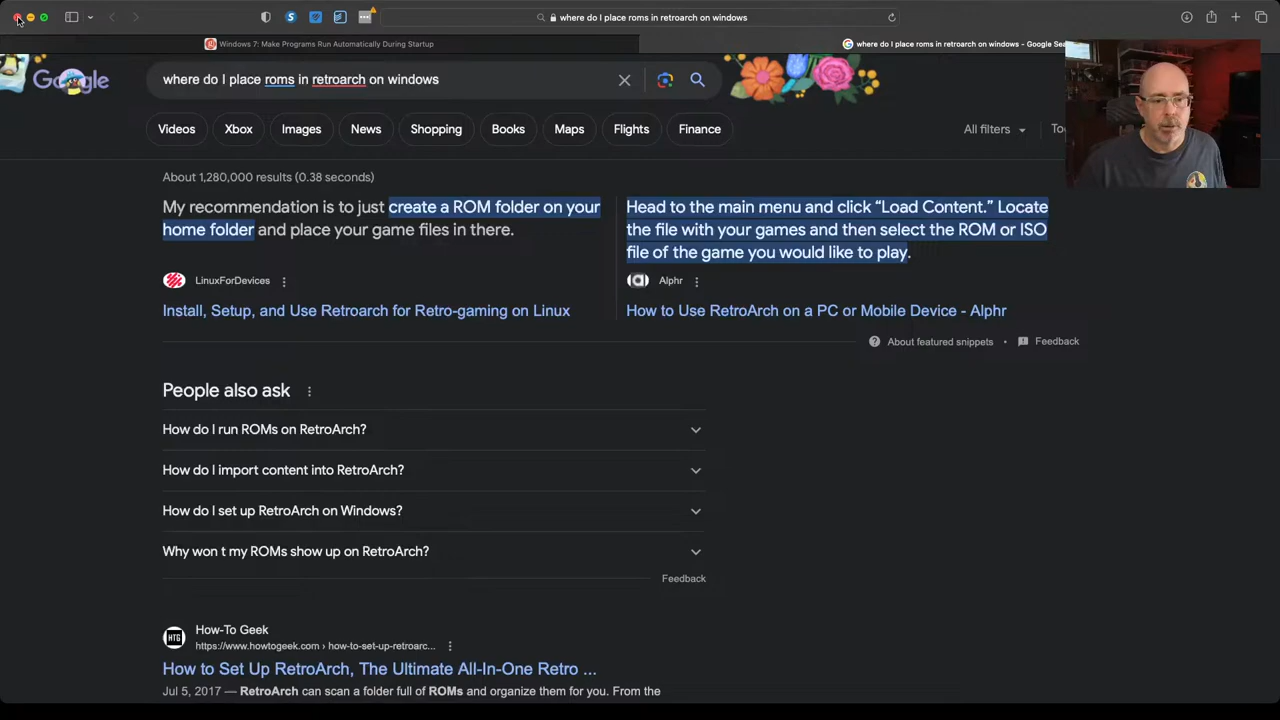 where do I place roms in retroarch on windows
Windows 7: Make Programs Run Automatically During Startup
where do I place roms in retroarch on windows - Google Sea
Google
where do I place roms in retroarch on windows
Videos
Xbox
Images
News
Shopping
Books
Maps
Flights
Finance
All filters
About 1,280,000 results (0.38 seconds)
My recommendation is to just create a ROM folder on your
home folder and place your game files in there.
LinuxForDevices
Install, Setup, and Use Retroarch for Retro-gaming on Linux
Head to the main menu and click “Load Content.” Locate
the file with your games and then select the ROM or ISO
file of the game you would like to play.
Alphr
How to Use RetroArch on a PC or Mobile Device - Alphr
About featured snippets
•
Feedback
People also ask
How do I run ROMs on RetroArch?
How do I import content into RetroArch?
How do I set up RetroArch on Windows?
Why won t my ROMs show up on RetroArch?
Feedback
HTG
How-To Geek
https://www.howtogeek.com › how-to-set-up-retroarc...
How to Set Up RetroArch, The Ultimate All-In-One Retro ...
Jul 5, 2017 — RetroArch can scan a folder full of ROMs and organize them for you. From the